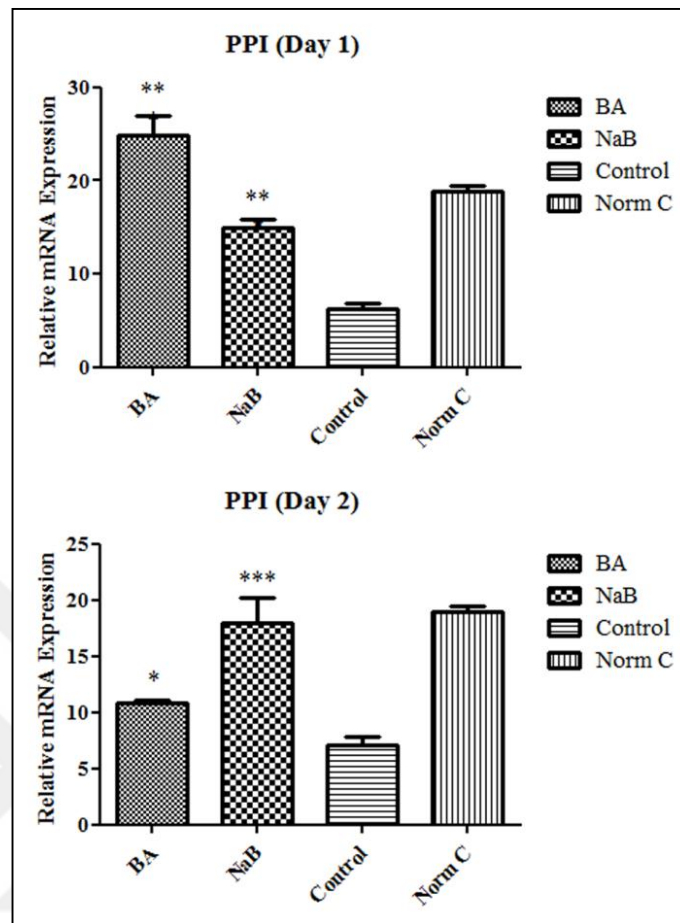 PPI (Day 1)
Relative mRNA Expression
30
20
10
0
**
**
BA
NaB
Control
Norm C
BA
NaB
Control
Norm C
PPI (Day 2)
Relative mRNA Expression
25
20
15
10
5
0
*
***
BA
NaB
Control
Norm C
BA
NaB
Control
Norm C